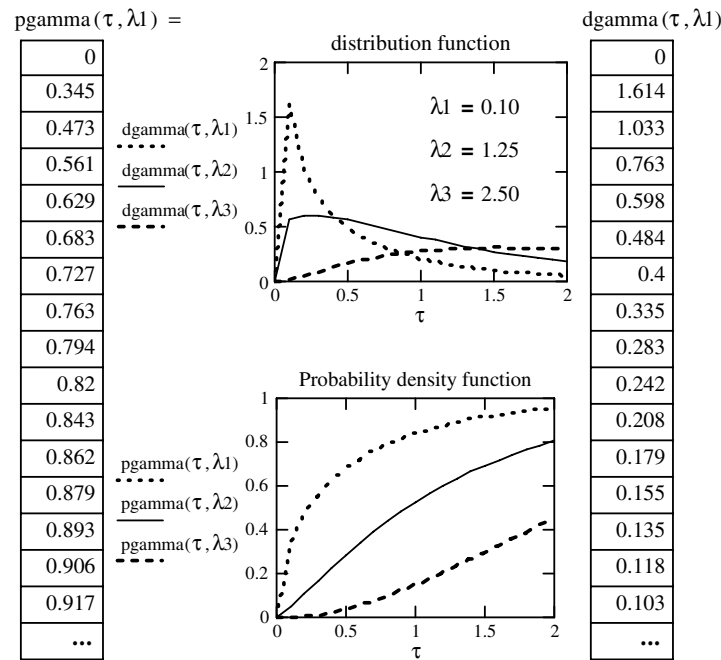 pgamma(τ, λ1) =
0
0.345
0.473
0.561
0.629
0.683
0.727
0.763
0.794
0.82
0.843
0.862
0.879
0.893
0.906
0.917
...
distribution function
dgamma(τ, λ1)
dgamma(τ, λ2)
dgamma(τ, λ3)
2
1.5
1
0.5
0
λ1 = 0.10
λ2 = 1.25
λ3 = 2.50
0 0.5 1 1.5 2
τ
Probability density function
pgamma(τ, λ1)
pgamma(τ, λ2)
pgamma(τ, λ3)
1
0.8
0.6
0.4
0.2
0
0 0.5 1 1.5 2
τ
dgamma(τ, λ1)
0
1.614
1.033
0.763
0.598
0.484
0.4
0.335
0.283
0.242
0.208
0.179
0.155
0.135
0.118
0.103
...